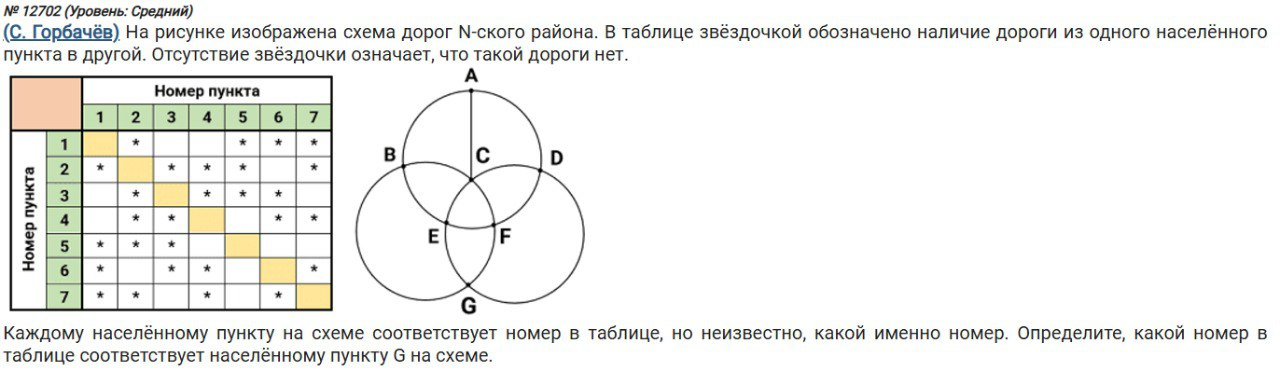 № 12702 (Уровень: Средний)
(С. Горбачёв) На рисунке изображена схема дорог N-ского района. В таблице звёздочкой обозначено наличие дороги из одного населённого
пункта в другой. Отсутствие звёздочки означает, что такой дороги нет.
Номер пункта
1 2 3 4 5 6 7
Номер пункта
1 * * * *
2 * * * * *
3 * * * *
4 * * * *
5 * * *
6 * * * *
7 * * * *
A
B C D
E F
G
Каждому населённому пункту на схеме соответствует номер в таблице, но неизвестно, какой именно номер. Определите, какой номер в
таблице соответствует населённому пункту G на схеме.